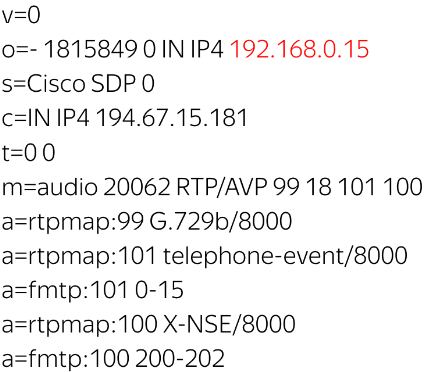 v=0
o=- 1815849 0 IN IP4 192.168.0.15
s=Cisco SDP 0
c=IN IP4 194.67.15.181
t=0 0
m=audio 20062 RTP/AVP 99 18 101 100
a=rtpmap:99 G.729b/8000
a=rtpmap:101 telephone-event/8000
a=fmtp:101 0-15
a=rtpmap:100 X-NSE/8000
a=fmtp:100 200-202